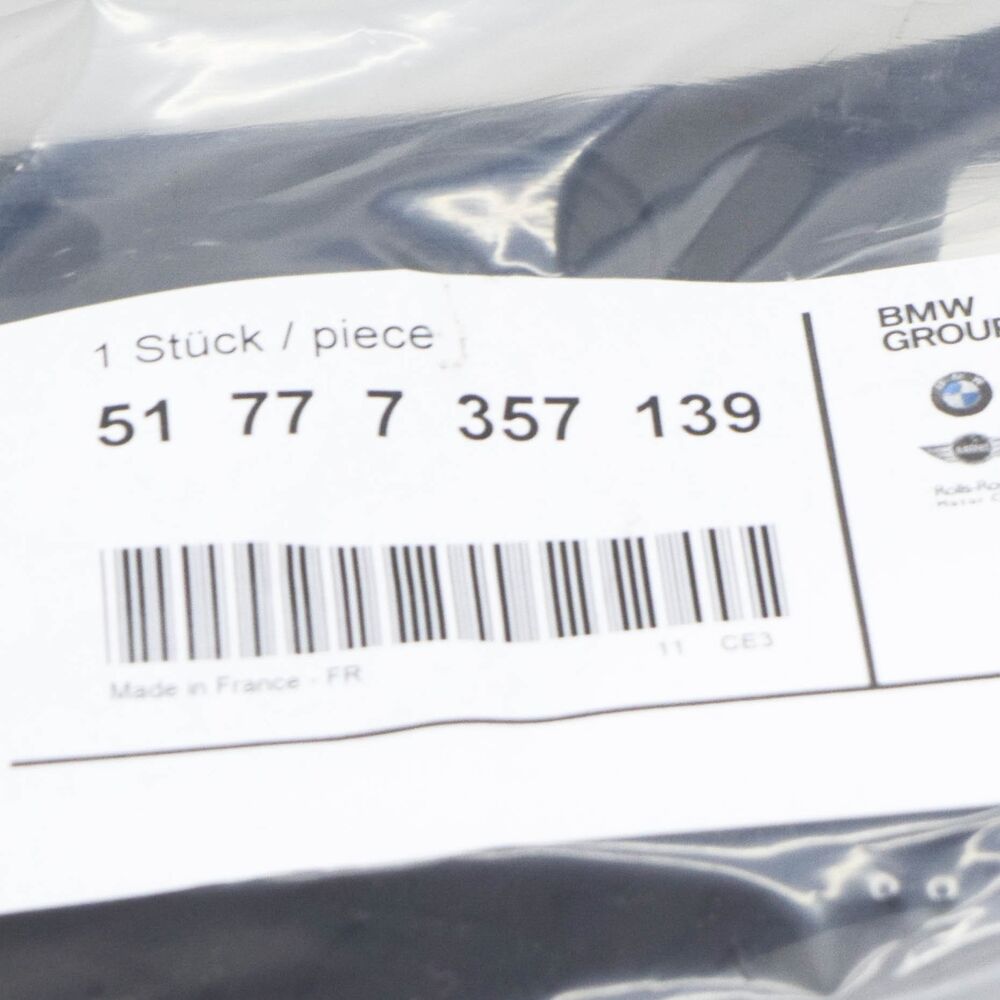 1 Stück / piece
51 77 7 357 139
11 CE3
Made in France - FR
BMW
GROUP